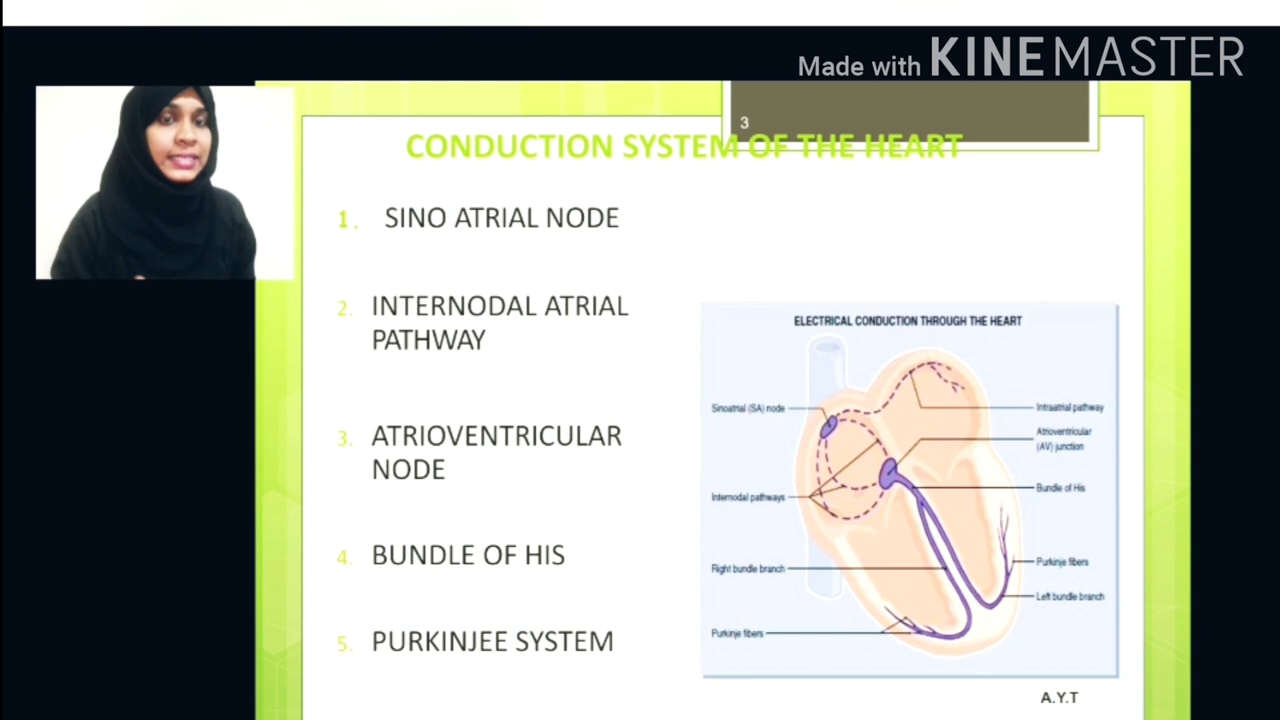 Made with KINEMASTER
3
CONDUCTION SYSTEM OF THE HEART
1. SINO ATRIAL NODE
2. INTERNODAL ATRIAL
PATHWAY
3. ATRIOVENTRICULAR
NODE
4. BUNDLE OF HIS
5. PURKINJEE SYSTEM
ELECTRICAL CONDUCTION THROUGH THE HEART
Sinoatrial (SA) node
Internodal pathways
Right bundle branch
Purkinje fibers
Intraatrial pathway
Atrioventricular
(AV) junction
Bundle of His
Purkinje fibers
Left bundle branch
A.Y.T